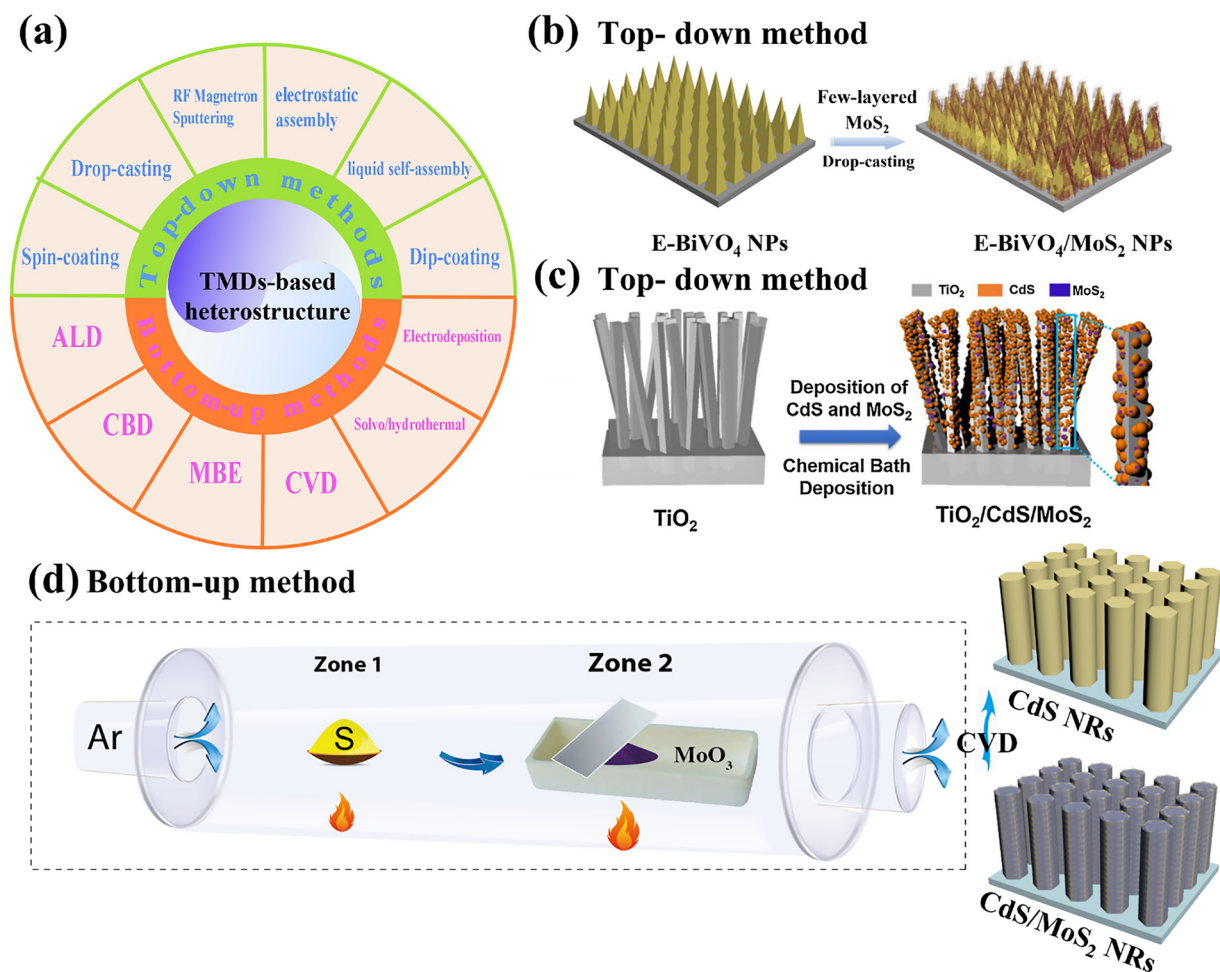 (a)
RF Magnetron
Sputtering
electrostatic
assembly
Drop-casting
liquid self-assembly
Spin-coating
Dip-coating
Top-down methods
TMDs-based
heterostructure
Bottom-up methods
ALD
Electrodeposition
CBD
Solvo/hydrothermal
MBE
CVD
(b) Top- down method
Few-layered
MoS₂
Drop-casting
E-BiVO₄ NPs
E-BiVO₄/MoS₂ NPs
(c) Top- down method
TiO₂ CdS MoS₂
Deposition of
CdS and MoS₂
Chemical Bath
Deposition
TiO₂
TiO₂/CdS/MoS₂
(d) Bottom-up method
Zone 1
Zone 2
Ar
S
MoO₃
CVD
CdS NRs
CdS/MoS₂ NRs